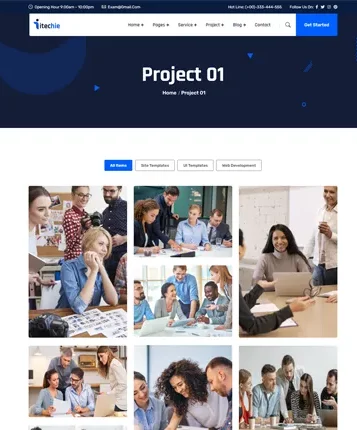 Opening Hour 9:00am - 10:00pm Exam@Gmail.Com Hot Line: (+00)-333-444-566 Follow Us On:
itechie Home Pages Service Project Blog Contact Get Started
Project 01
Home / Project 01
All Items Site Templates UI Templates Web Development